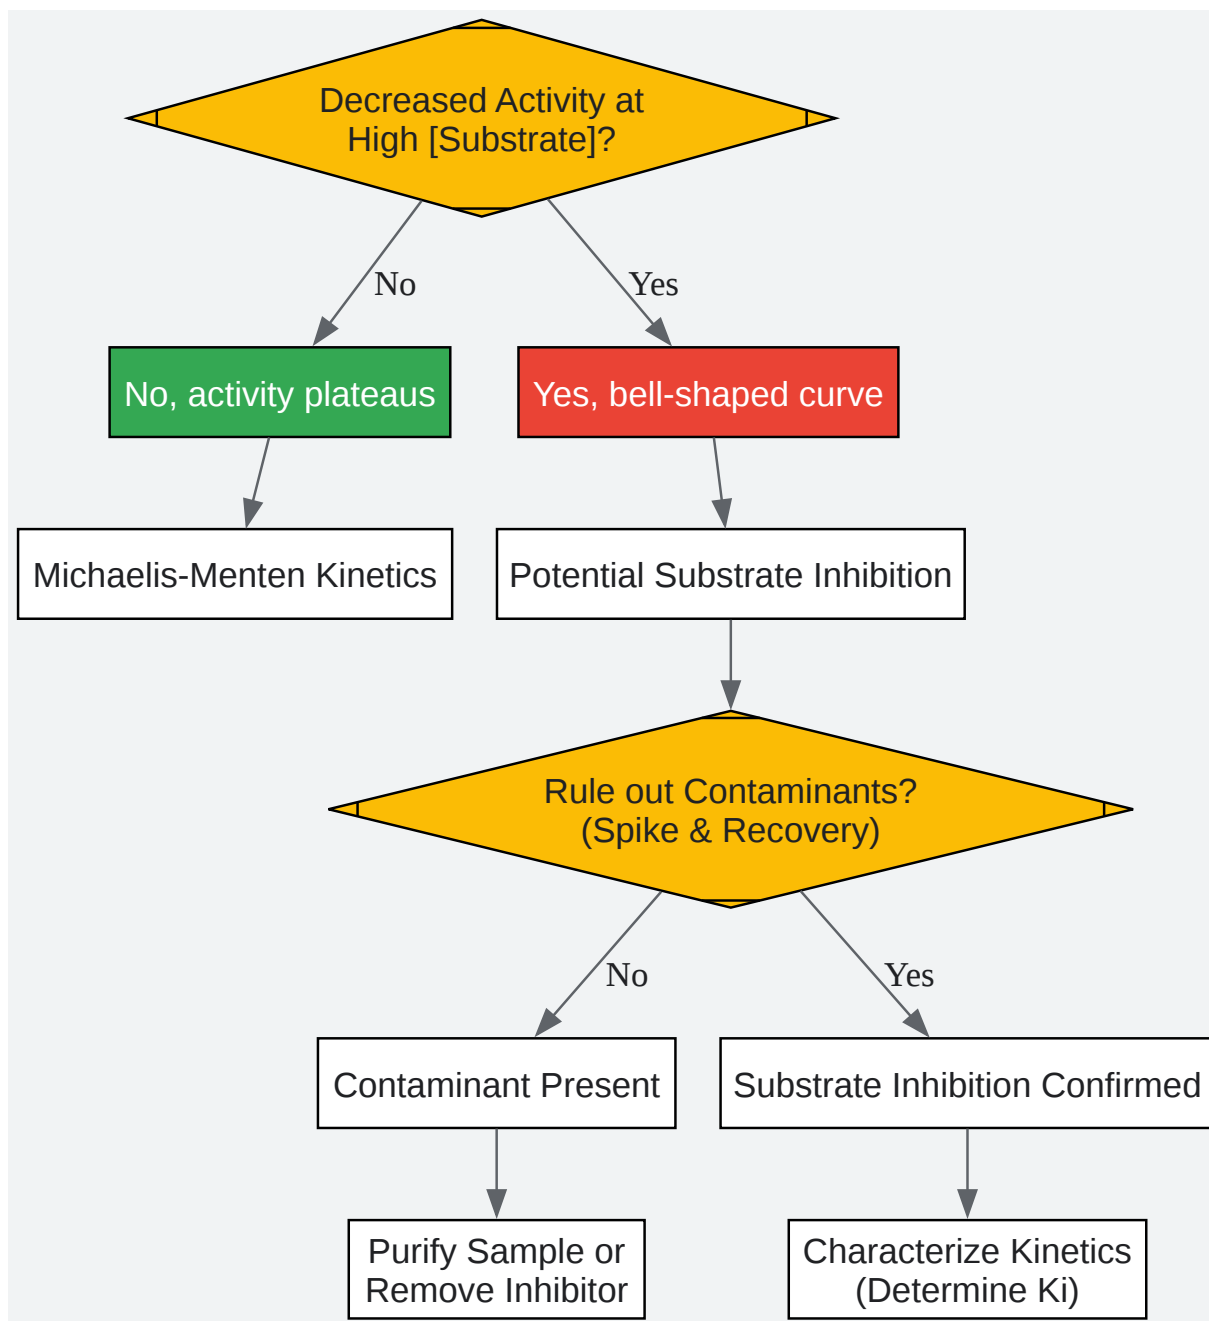 Decreased Activity at
High [Substrate]?
No
Yes
No, activity plateaus
Yes, bell-shaped curve
Michaelis-Menten Kinetics
Potential Substrate Inhibition
Rule out Contaminants?
(Spike & Recovery)
No
Yes
Contaminant Present
Substrate Inhibition Confirmed
Purify Sample or
Remove Inhibitor
Characterize Kinetics
(Determine Ki)